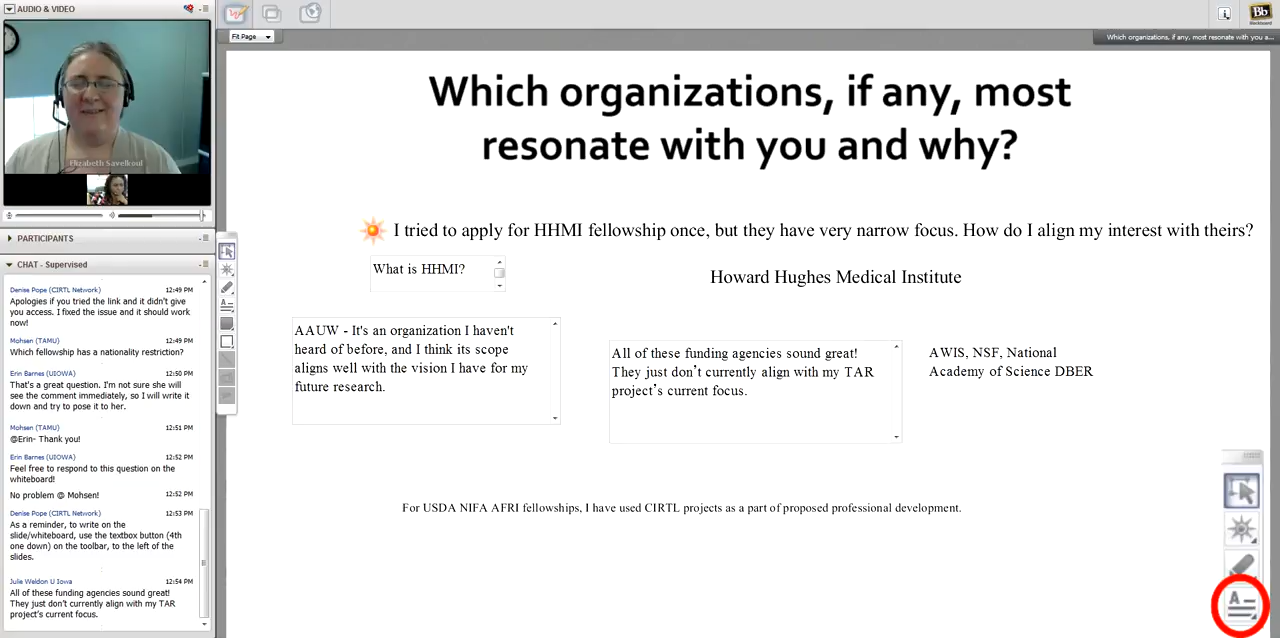 AUDIO & VIDEO
Elizabeth Savelkoul
PARTICIPANTS
CHAT - Supervised
Denise Pope (CIRTL Network) 12:49 PM
Apologies if you tried the link and it didn't give
you access. I fixed the issue and it should work
now!
Mohsen (TAMU) 12:49 PM
Which fellowship has a nationality restriction?
Erin Barnes (UIOWA) 12:50 PM
That's a great question. I'm not sure she will
see the comment immediately, so I will write it
down and try to pose it to her.
Mohsen (TAMU) 12:51 PM
@Erin- Thank you!
Erin Barnes (UIOWA) 12:52 PM
Feel free to respond to this question on the
whiteboard!
No problem @ Mohsen! 12:52 PM
Denise Pope (CIRTL Network) 12:53 PM
As a reminder, to write on the
slide/whiteboard, use the textbox button (4th
one down) on the toolbar, to the left of the
slides.
Julie Weldon U Iowa 12:54 PM
All of these funding agencies sound great!
They just don't currently align with my TAR
project's current focus.
Fit Page
Bb
Blackboard
Which organizations, if any, most resonate with you a...
Which organizations, if any, most
resonate with you and why?
I tried to apply for HHMI fellowship once, but they have very narrow focus. How do I align my interest with theirs?
What is HHMI?
Howard Hughes Medical Institute
AAUW - It's an organization I haven't
heard of before, and I think its scope
aligns well with the vision I have for my
future research.
All of these funding agencies sound great!
They just don't currently align with my TAR
project's current focus.
AWIS, NSF, National
Academy of Science DBER
For USDA NIFA AFRI fellowships, I have used CIRTL projects as a part of proposed professional development.
A